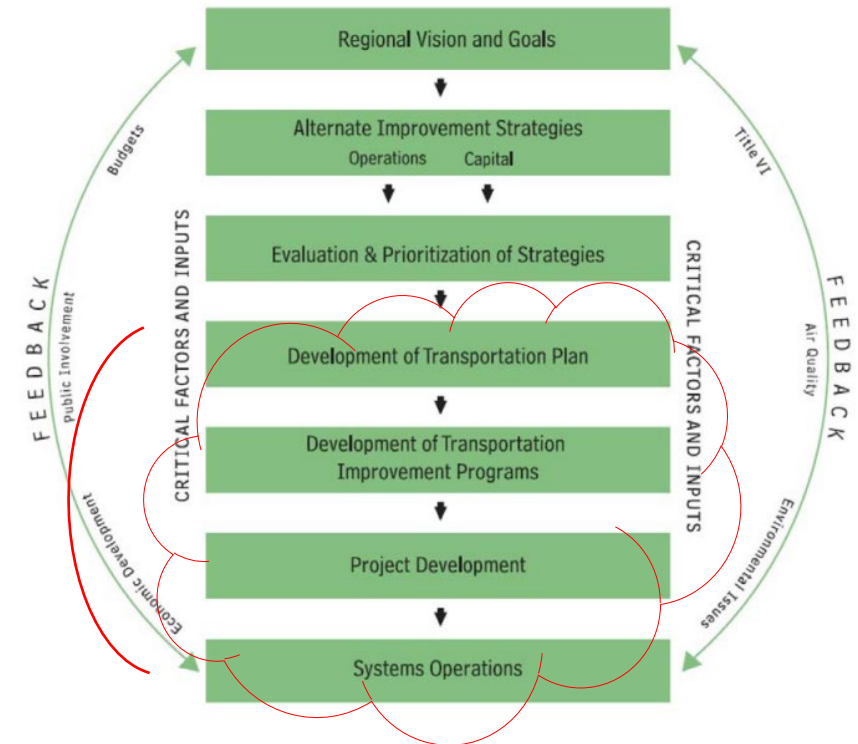 Regional Vision and Goals
Alternate Improvement Strategies
Operations Capital
Evaluation & Prioritization of Strategies
Development of Transportation Plan
Development of Transportation
Improvement Programs
Project Development
Systems Operations
CRITICAL FACTORS AND INPUTS
CRITICAL FACTORS AND INPUTS
FEEDBACK
Budgets
Public Involvement
Economic Development
FEEDBACK
Title VI
Air Quality
Environmental Issues